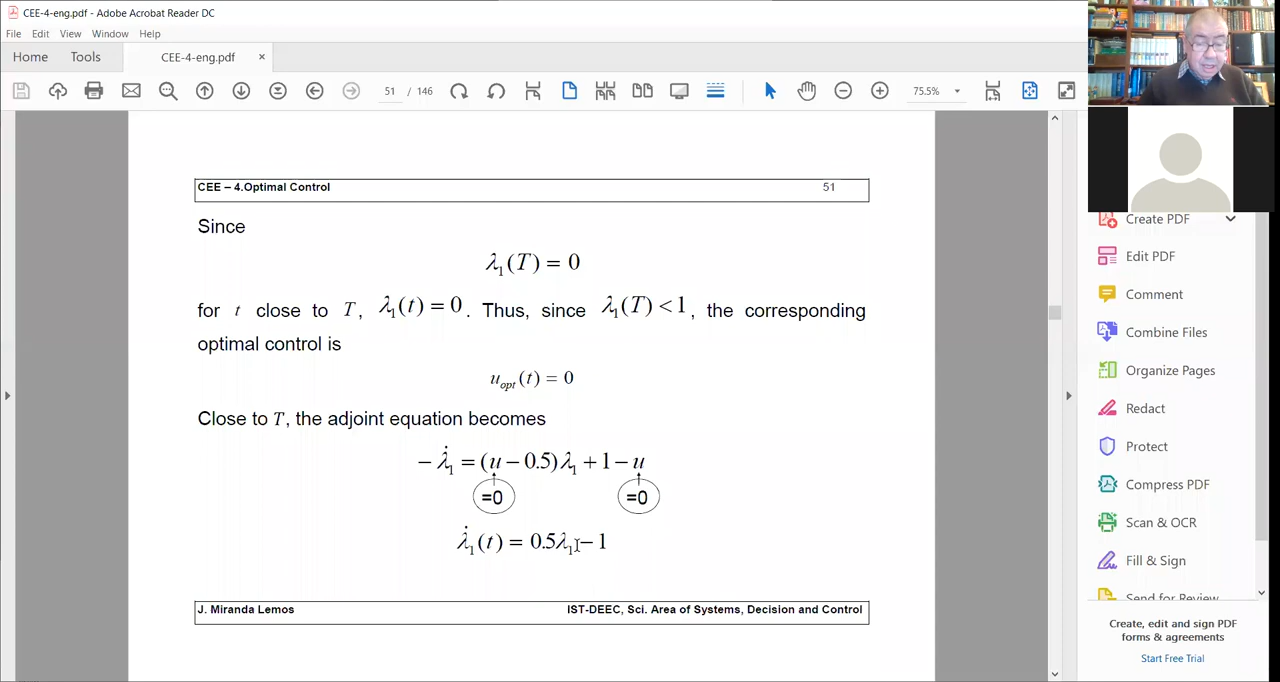 CEE-4-eng.pdf - Adobe Acrobat Reader DC
File Edit View Window Help
Home Tools CEE-4-eng.pdf ×
51 / 146 75.5%
CEE – 4.Optimal Control 51
Since
λ₁(T) = 0
for t close to T, λ₁(t) = 0. Thus, since λ₁(T) < 1, the corresponding
optimal control is
u_opt(t) = 0
Close to T, the adjoint equation becomes
− λ̇₁ = (u − 0.5)λ₁ + 1 − u
=0 =0
λ̇₁(t) = 0.5λ₁ − 1
J. Miranda Lemos IST-DEEC, Sci. Area of Systems, Decision and Control
Create PDF
Edit PDF
Comment
Combine Files
Organize Pages
Redact
Protect
Compress PDF
Scan & OCR
Fill & Sign
Send for Review
Create, edit and sign PDF
forms & agreements
Start Free Trial